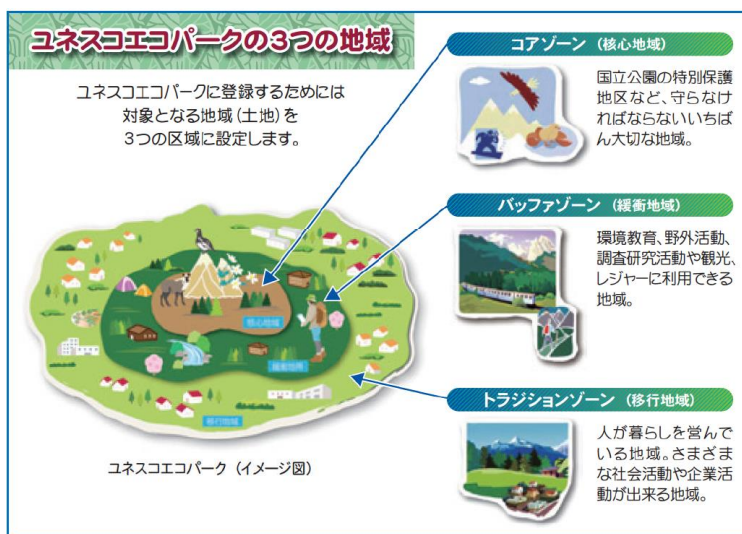 ユネスコエコパークの3つの地域
ユネスコエコパークに登録するためには
対象となる地域(土地)を
3つの区域に設定します。
核心地域
緩衝地帯
移行地域
ユネスコエコパーク(イメージ図)
コアゾーン(核心地域)
国立公園の特別保護
地区など、守らなけ
ればならないいちば
ん大切な地域。
バッファゾーン(緩衝地域)
環境教育、野外活動、
調査研究活動や観光、
レジャーに利用できる
地域。
トラジションゾーン(移行地域)
人が暮らしを営んで
いる地域。さまざま
な社会活動や企業活
動が出来る地域。